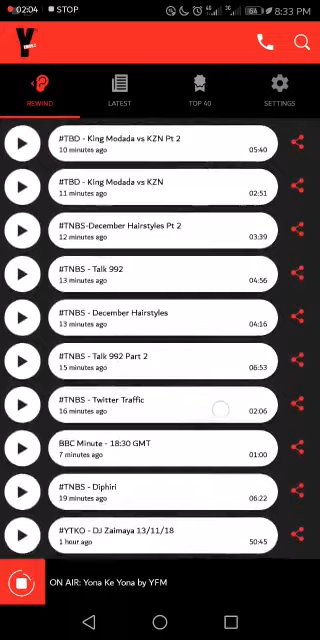 02:04 STOP 8:33 PM
Y
REWIND LATEST TOP 40 SETTINGS
#TBD - King Modada vs KZN Pt 2
10 minutes ago 05:40
#TBD - King Modada vs KZN
11 minutes ago 02:51
#TNBS-December Hairstyles Pt 2
12 minutes ago 03:39
#TNBS - Talk 992
13 minutes ago 04:56
#TNBS - December Hairstyles
13 minutes ago 04:16
#TNBS - Talk 992 Part 2
15 minutes ago 06:53
#TNBS - Twitter Traffic
16 minutes ago 02:06
BBC Minute - 18:30 GMT
7 minutes ago 01:00
#TNBS - Diphiri
19 minutes ago 06:22
#YTKO - DJ Zaimaya 13/11/18
1 hour ago 50:45
ON AIR: Yona Ke Yona by YFM